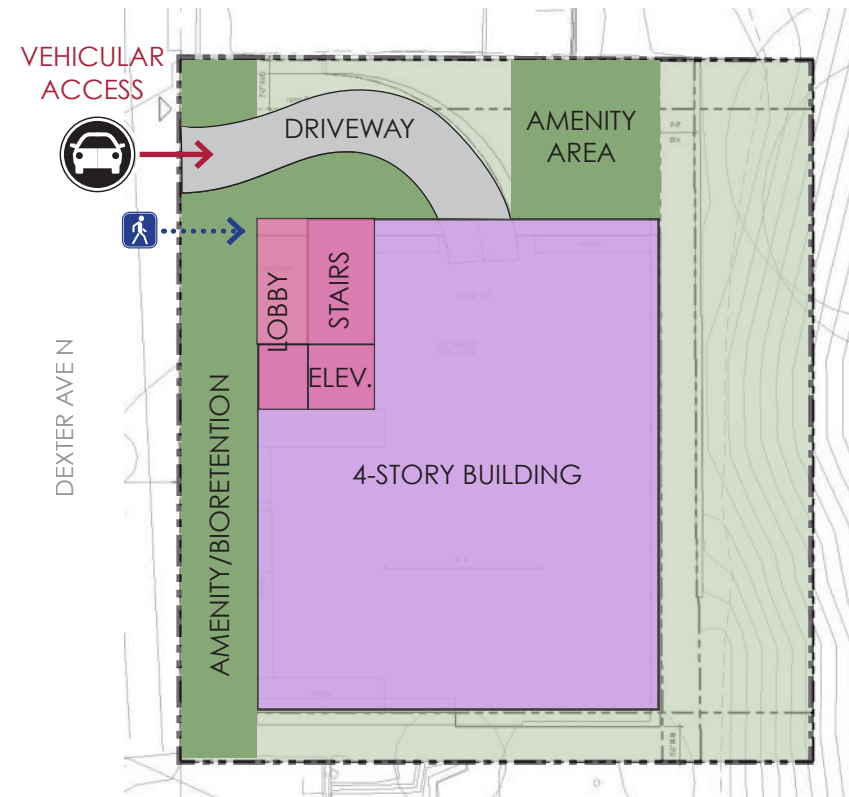 VEHICULAR
ACCESS
DRIVEWAY
AMENITY
AREA
LOBBY
STAIRS
ELEV.
DEXTER AVE N
AMENITY/BIORETENTION
4-STORY BUILDING